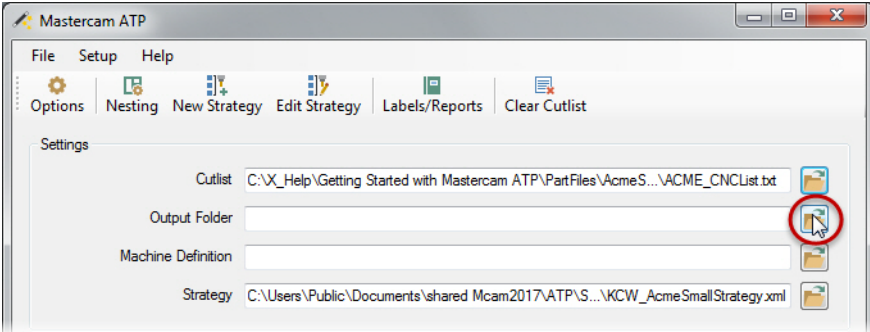 Mastercam ATP
File Setup Help
Options Nesting New Strategy Edit Strategy Labels/Reports Clear Cutlist
Settings
Cutlist C:\X_Help\Getting Started with Mastercam ATP\PartFiles\AcmeS...\ACME_CNCList.txt
Output Folder
Machine Definition
Strategy C:\Users\Public\Documents\shared Mcam2017\ATP\S...\KCW_AcmeSmallStrategy.xml